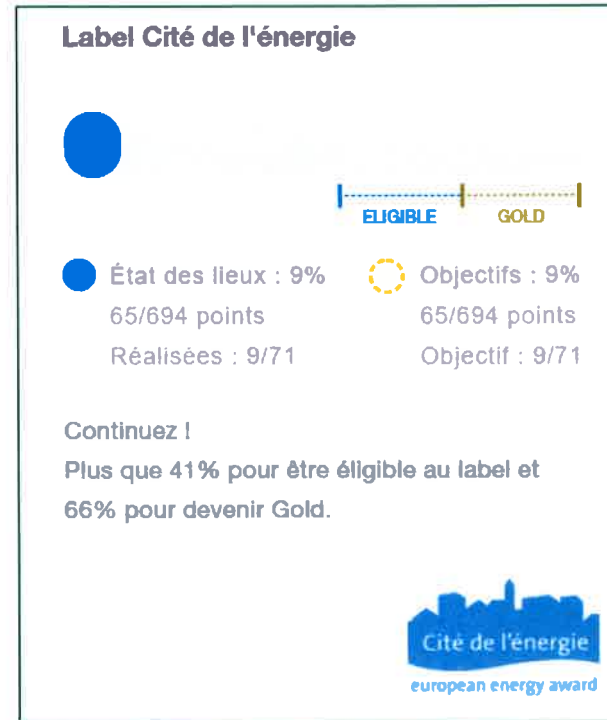 Label Cité de l'énergie
ELIGIBLE GOLD
État des lieux : 9%
65/694 points
Réalisées : 9/71
Objectifs : 9%
65/694 points
Objectif : 9/71
Continuez !
Plus que 41% pour être éligible au label et
66% pour devenir Gold.
Cité de l'énergie
european energy award